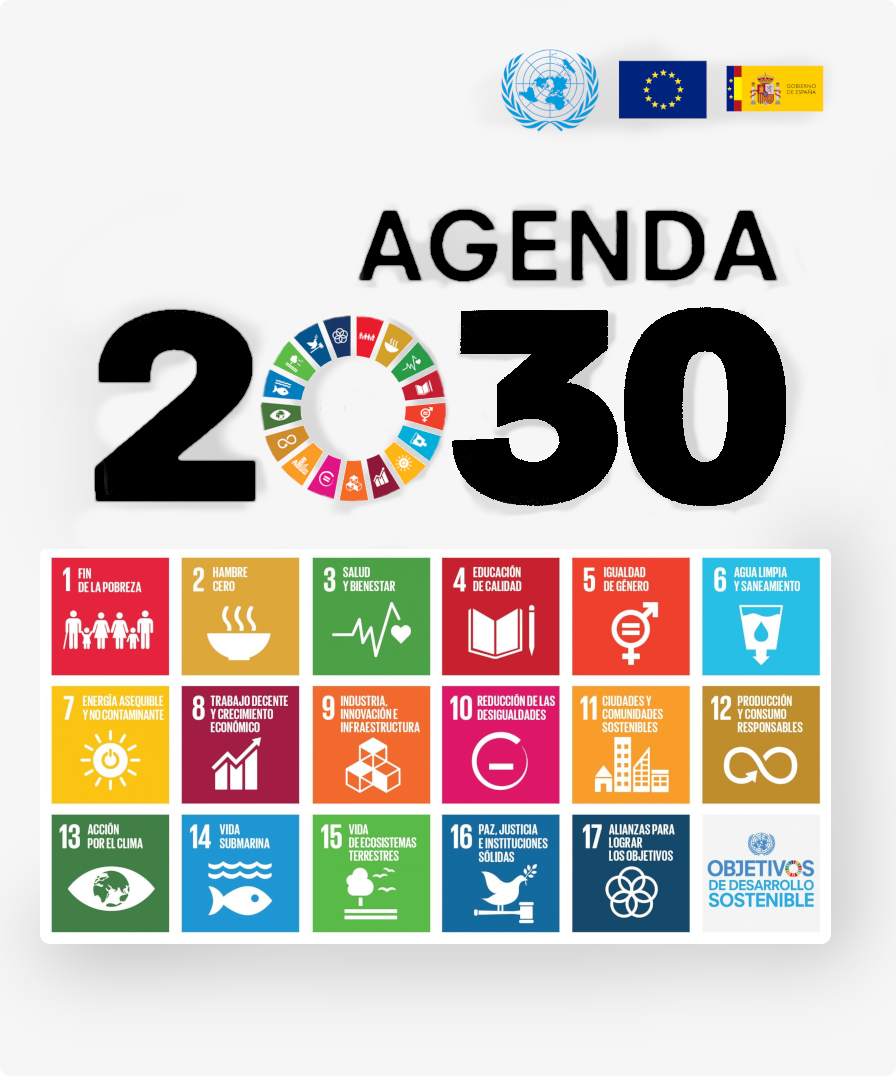 GOBIERNO
DE ESPAÑA
AGENDA
2030
1 FIN
DE LA POBREZA
2 HAMBRE
CERO
3 SALUD
Y BIENESTAR
4 EDUCACIÓN
DE CALIDAD
5 IGUALDAD
DE GÉNERO
6 AGUA LIMPIA
Y SANEAMIENTO
7 ENERGÍA ASEQUIBLE
Y NO CONTAMINANTE
8 TRABAJO DECENTE
Y CRECIMIENTO
ECONÓMICO
9 INDUSTRIA,
INNOVACIÓN E
INFRAESTRUCTURA
10 REDUCCIÓN DE LAS
DESIGUALDADES
11 CIUDADES Y
COMUNIDADES
SOSTENIBLES
12 PRODUCCIÓN
Y CONSUMO
RESPONSABLES
13 ACCIÓN
POR EL CLIMA
14 VIDA
SUBMARINA
15 VIDA
DE ECOSISTEMAS
TERRESTRES
16 PAZ, JUSTICIA
E INSTITUCIONES
SÓLIDAS
17 ALIANZAS PARA
LOGRAR
LOS OBJETIVOS
OBJETIVOS
DE DESARROLLO
SOSTENIBLE